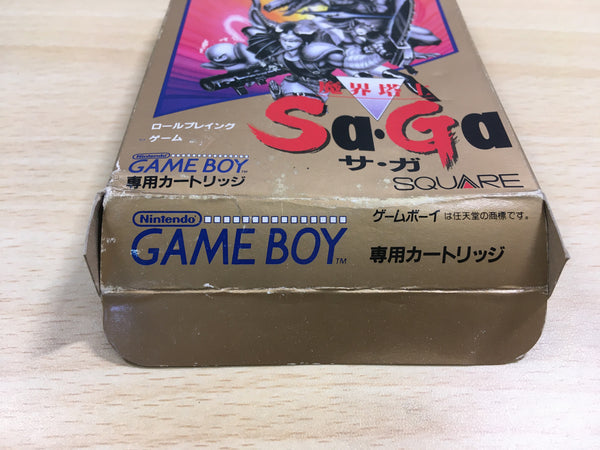 魔界塔士
Sa・Ga
サ・ガ
SQUARE
ロールプレイング
ゲーム
Nintendo
GAME BOY
専用カートリッジ
Nintendo
GAME BOY™
ゲームボーイは任天堂の商標です。
専用カートリッジ